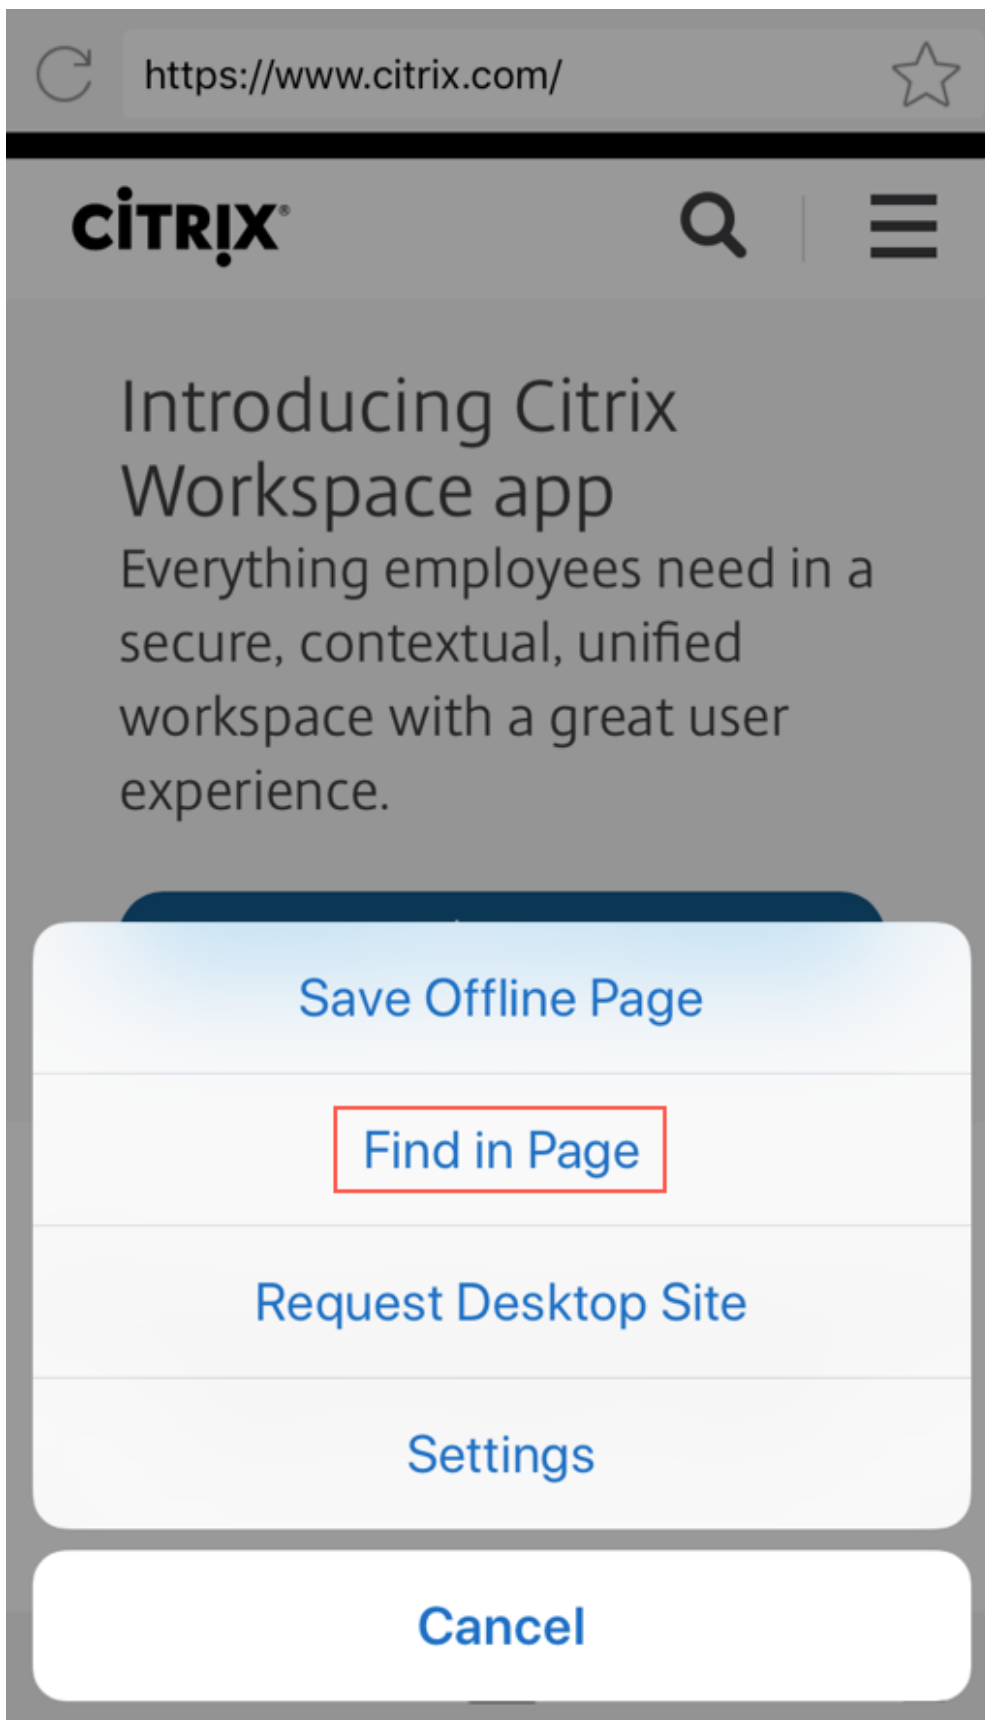 https://www.citrix.com/
CITRIX®
Introducing Citrix
Workspace app
Everything employees need in a
secure, contextual, unified
workspace with a great user
experience.
Save Offline Page
Find in Page
Request Desktop Site
Settings
Cancel